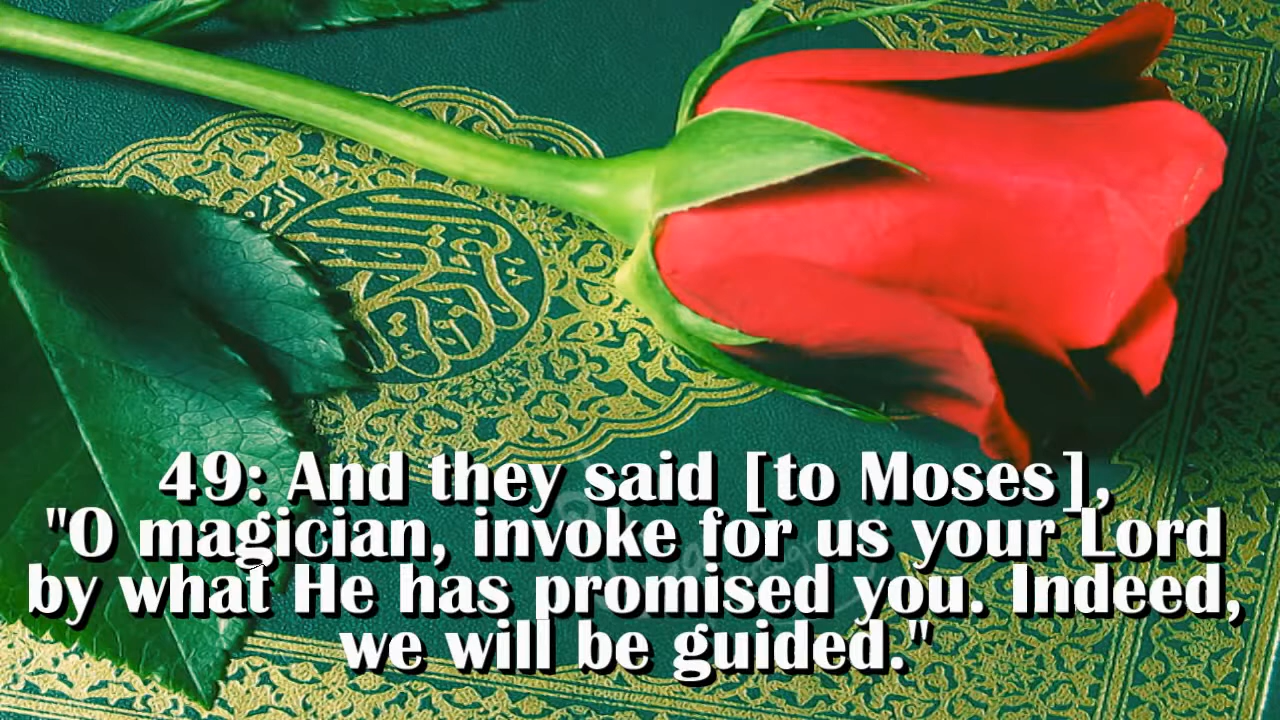 49: And they said [to Moses],
"O magician, invoke for us your Lord
by what He has promised you. Indeed,
we will be guided."